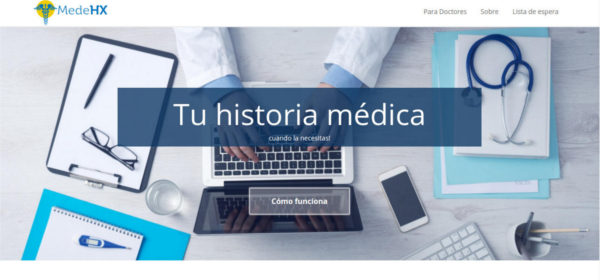 MedeHX
Para Doctores Sobre Lista de espera
Tu historia médica
cuando la necesitas!
Cómo funciona